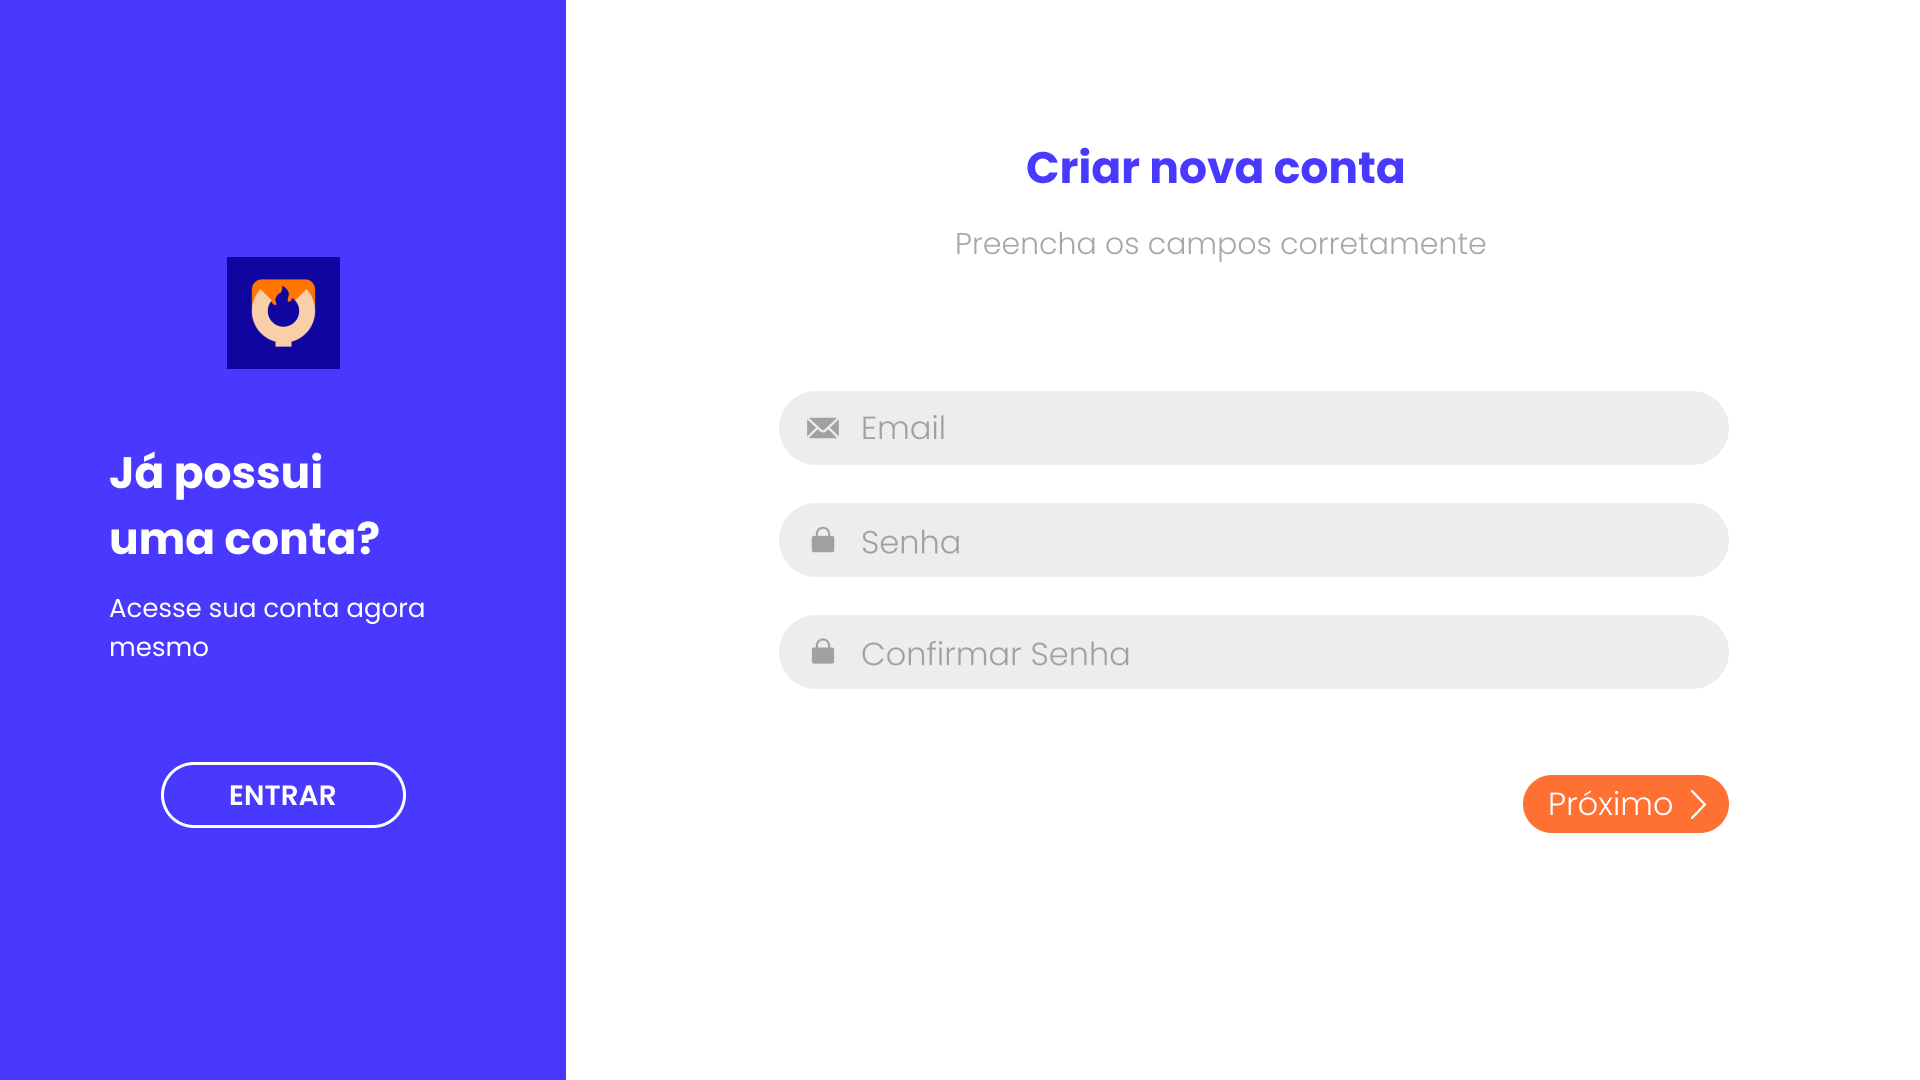 Já possui
uma conta?
Acesse sua conta agora
mesmo
ENTRAR
Criar nova conta
Preencha os campos corretamente
Email
Senha
Confirmar Senha
Próximo